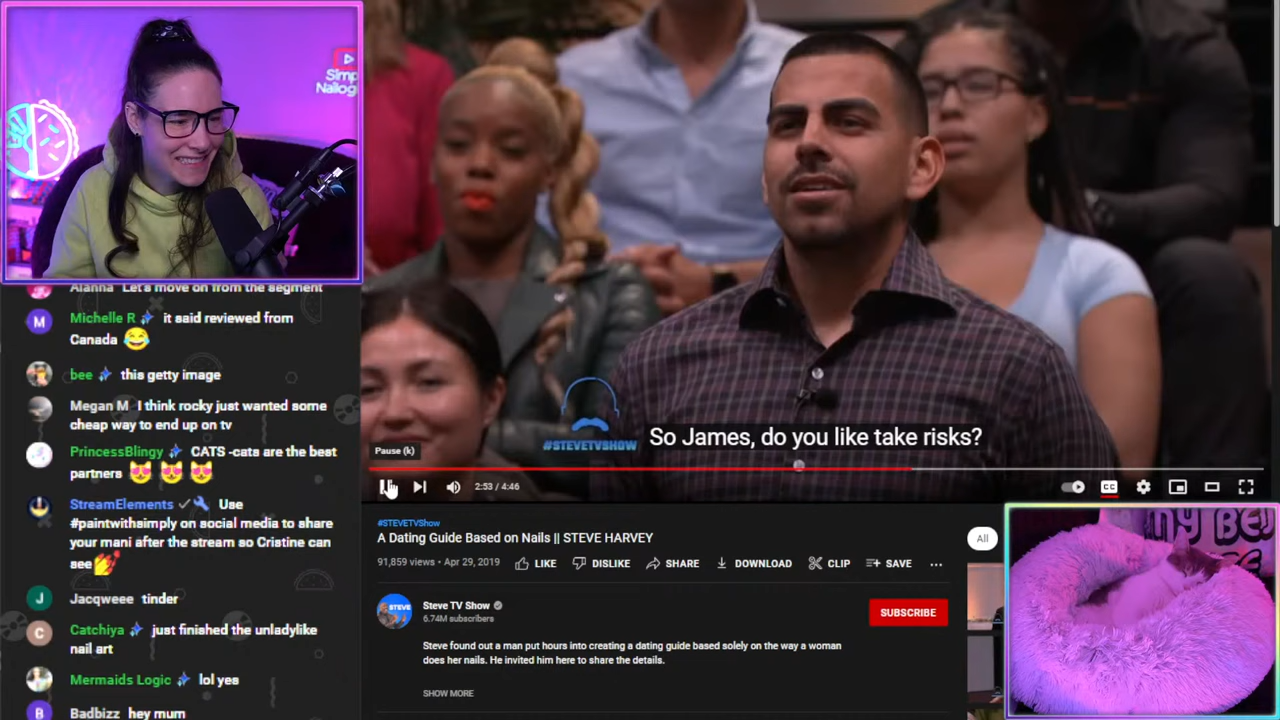 Simp
Nailog
Alanna Let's move on from the segment
M
Michelle R it said reviewed from
Canada
bee this getty image
Megan M I think rocky just wanted some
cheap way to end up on tv
PrincessBlingy CATS -cats are the best
partners
StreamElements Use
#paintwithsimply on social media to share
your mani after the stream so Cristine can
see
J
Jacqweee tinder
C
Catchiya just finished the unladylike
nail art
Mermaids Logic lol yes
B
Badbizz hey mum
#STEVETVSHOW
So James, do you like take risks?
Pause (k)
2:53 / 4:46
CC
#STEVETVShow
A Dating Guide Based on Nails || STEVE HARVEY
91,859 views • Apr 29, 2019
LIKE
DISLIKE
SHARE
DOWNLOAD
CLIP
SAVE
...
All
STEVE
Steve TV Show
6.74M subscribers
SUBSCRIBE
Steve found out a man put hours into creating a dating guide based solely on the way a woman
does her nails. He invited him here to share the details.
SHOW MORE